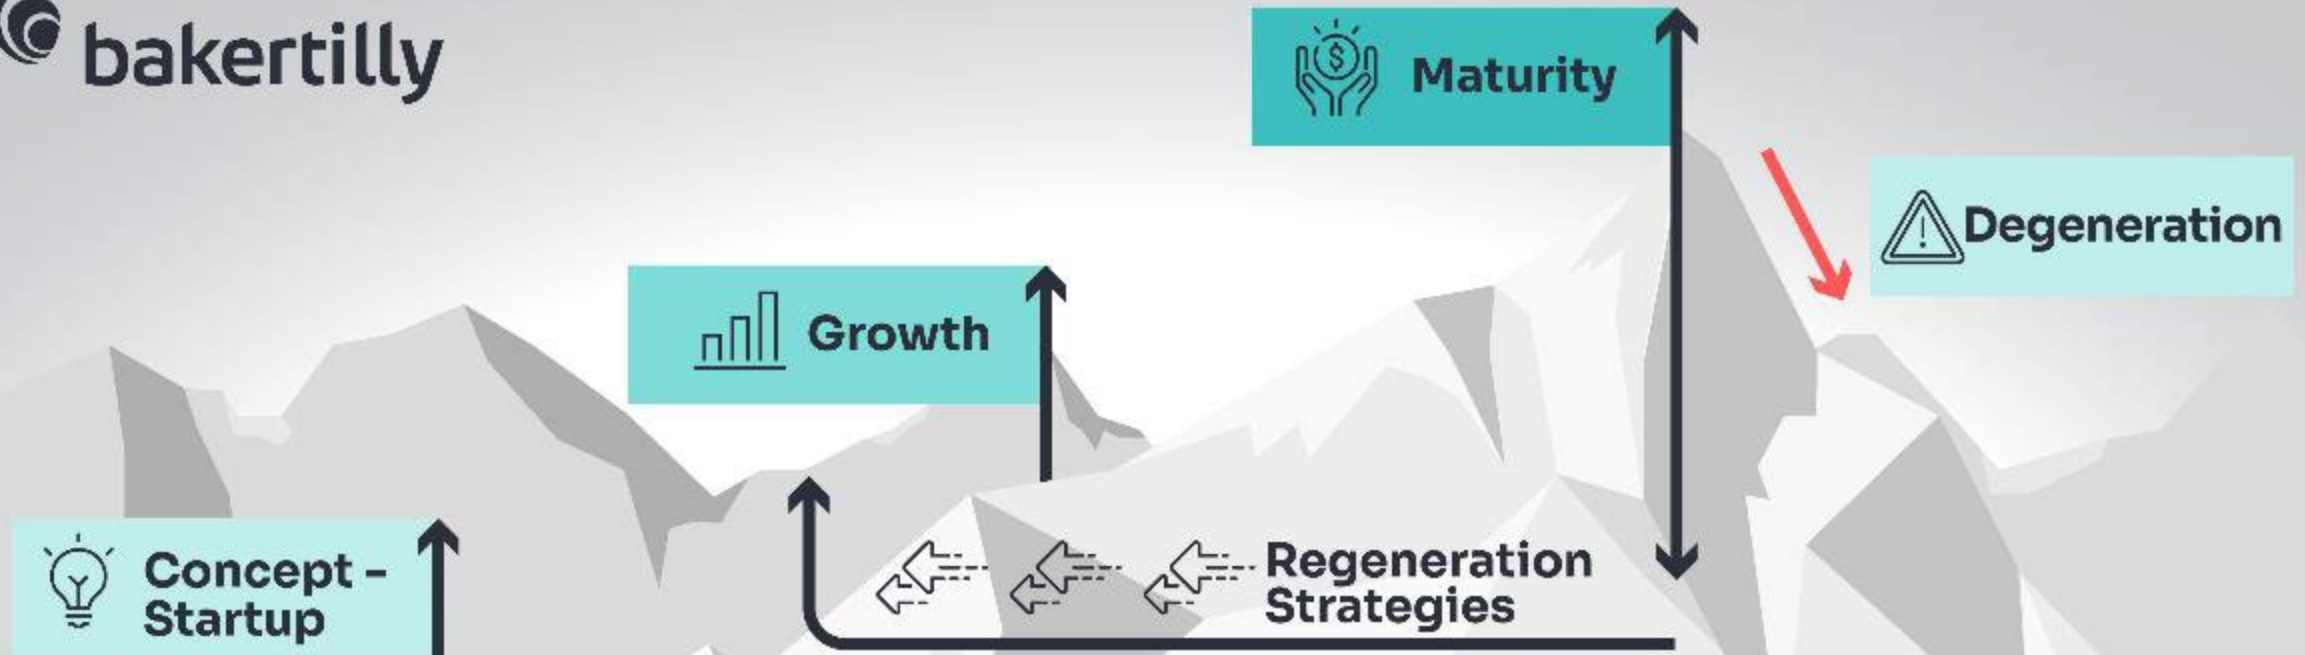 bakertilly
Maturity
Degeneration
Growth
Concept -
Startup
Regeneration
Strategies